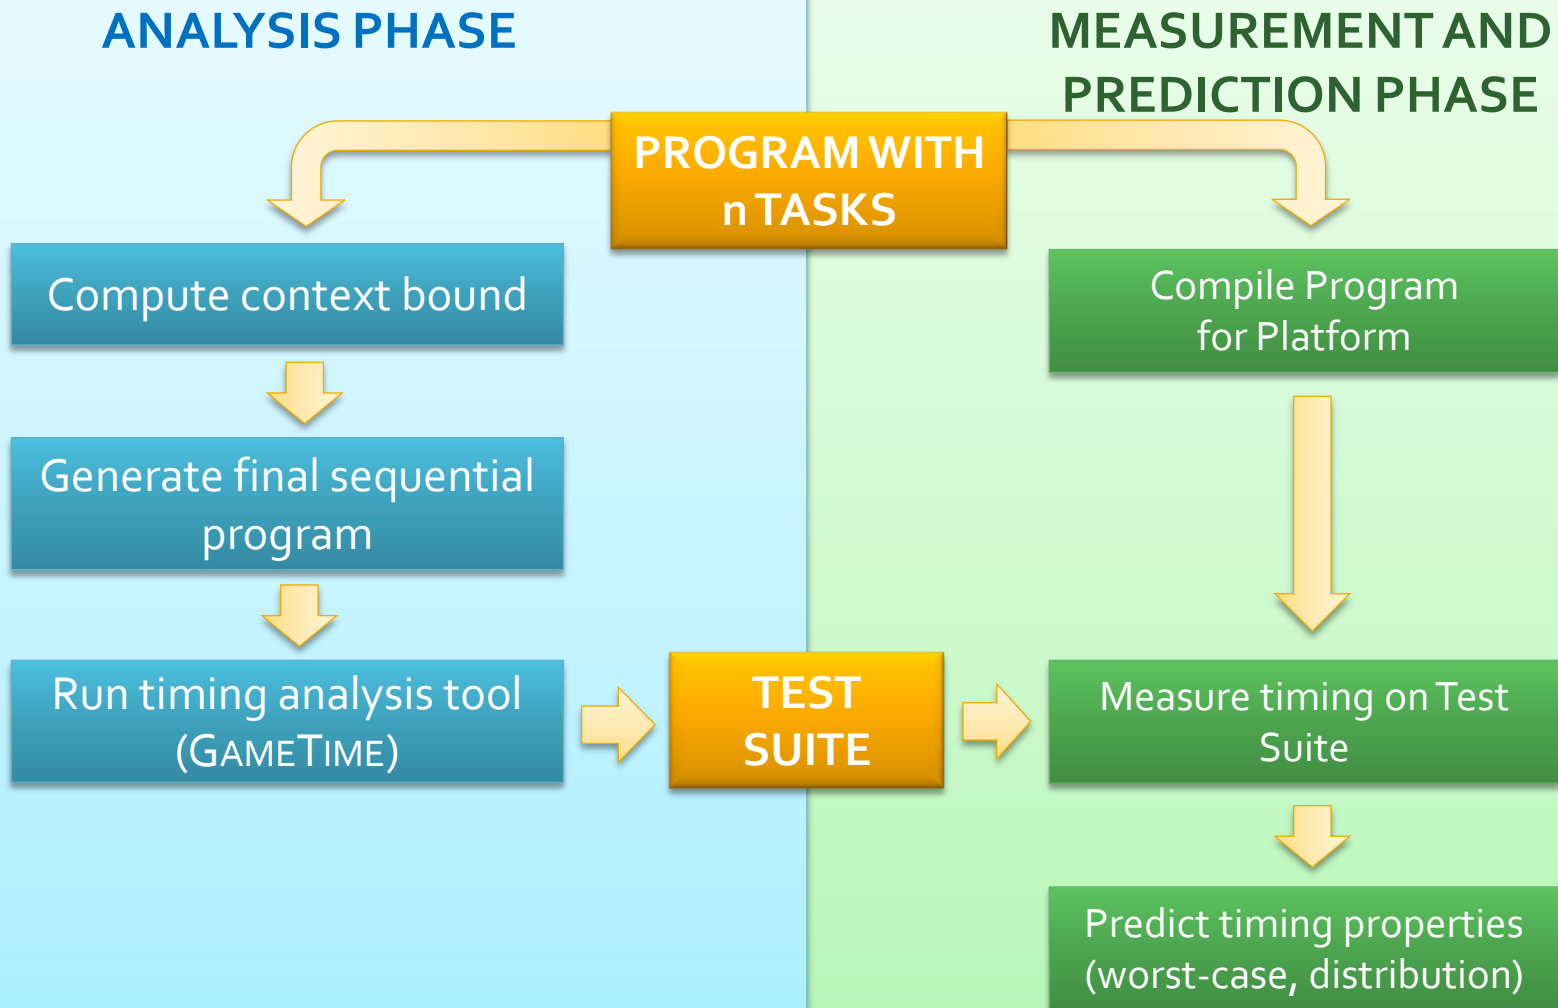 ANALYSIS PHASE
MEASUREMENT AND
PREDICTION PHASE
PROGRAM WITH
n TASKS
Compute context bound
Compile Program
for Platform
Generate final sequential
program
Run timing analysis tool
(GAMETIME)
TEST
SUITE
Measure timing on Test
Suite
Predict timing properties
(worst-case, distribution)